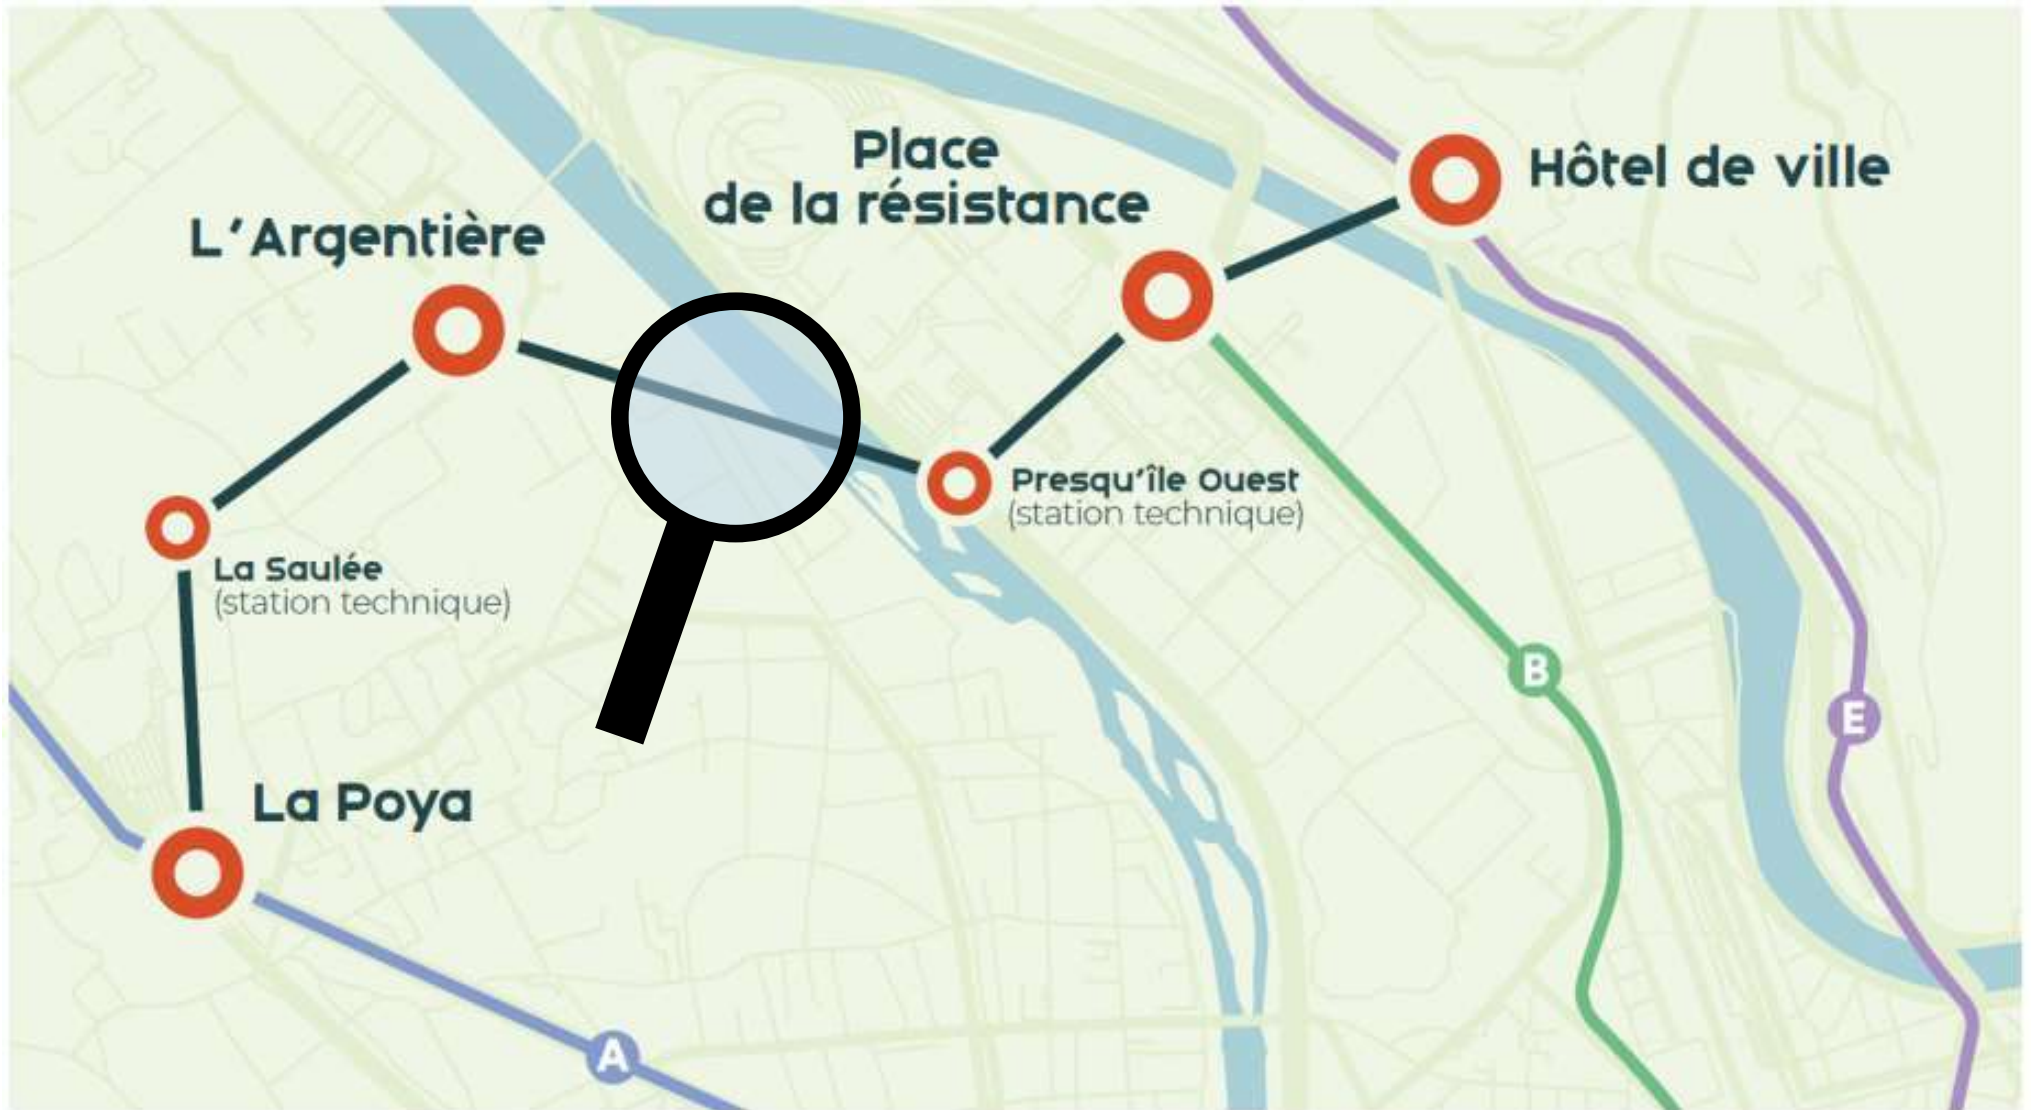 Place
de la résistance
Hôtel de ville
L'Argentière
Presqu'île Ouest
(station technique)
La Saulée
(station technique)
B
E
La Poya
A